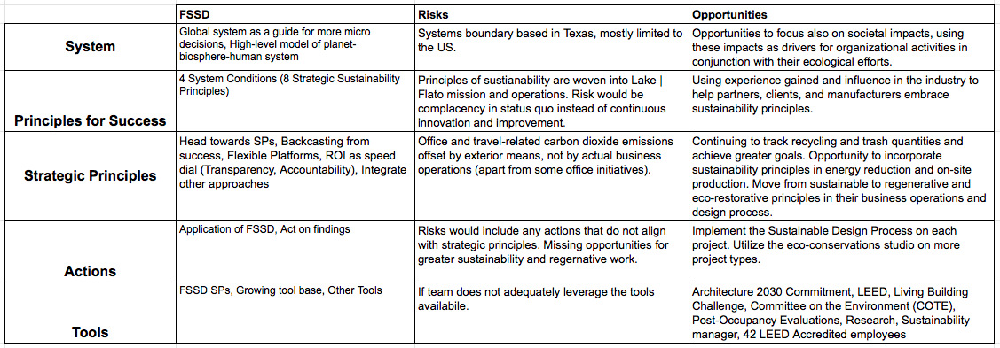 FSSD
Risks
Opportunities
System
Global system as a guide for more micro
decisions, High-level model of planet-
biosphere-human system
Systems boundary based in Texas, mostly limited to
the US.
Opportunities to focus also on societal impacts, using
these impacts as drivers for organizational activities in
conjunction with their ecological efforts.
Principles for Success
4 System Conditions (8 Strategic Sustainability
Principles)
Principles of sustianability are woven into Lake |
Flato mission and operations. Risk would be
complacency in status quo instead of continuous
innovation and improvement.
Using experience gained and influence in the industry to
help partners, clients, and manufacturers embrace
sustainability principles.
Strategic Principles
Head towards SPs, Backcasting from
success, Flexible Platforms, ROI as speed
dial (Transparency, Accountability), Integrate
other approaches
Office and travel-related carbon dioxide emissions
offset by exterior means, not by actual business
operations (apart from some office initiatives).
Continuing to track recycling and trash quantities and
achieve greater goals. Opportunity to incorporate
sustainability principles in energy reduction and on-site
production. Move from sustainable to regenerative and
eco-restorative principles in their business operations and
design process.
Actions
Application of FSSD, Act on findings
Risks would include any actions that do not align
with strategic principles. Missing opportunities for
greater sustainability and regernative work.
Implement the Sustainable Design Process on each
project. Utilize the eco-conservations studio on more
project types.
Tools
FSSD SPs, Growing tool base, Other Tools
If team does not adequately leverage the tools
availabile.
Architecture 2030 Commitment, LEED, Living Building
Challenge, Committee on the Environment (COTE),
Post-Occupancy Evaluations, Research, Sustainability
manager, 42 LEED Accredited employees